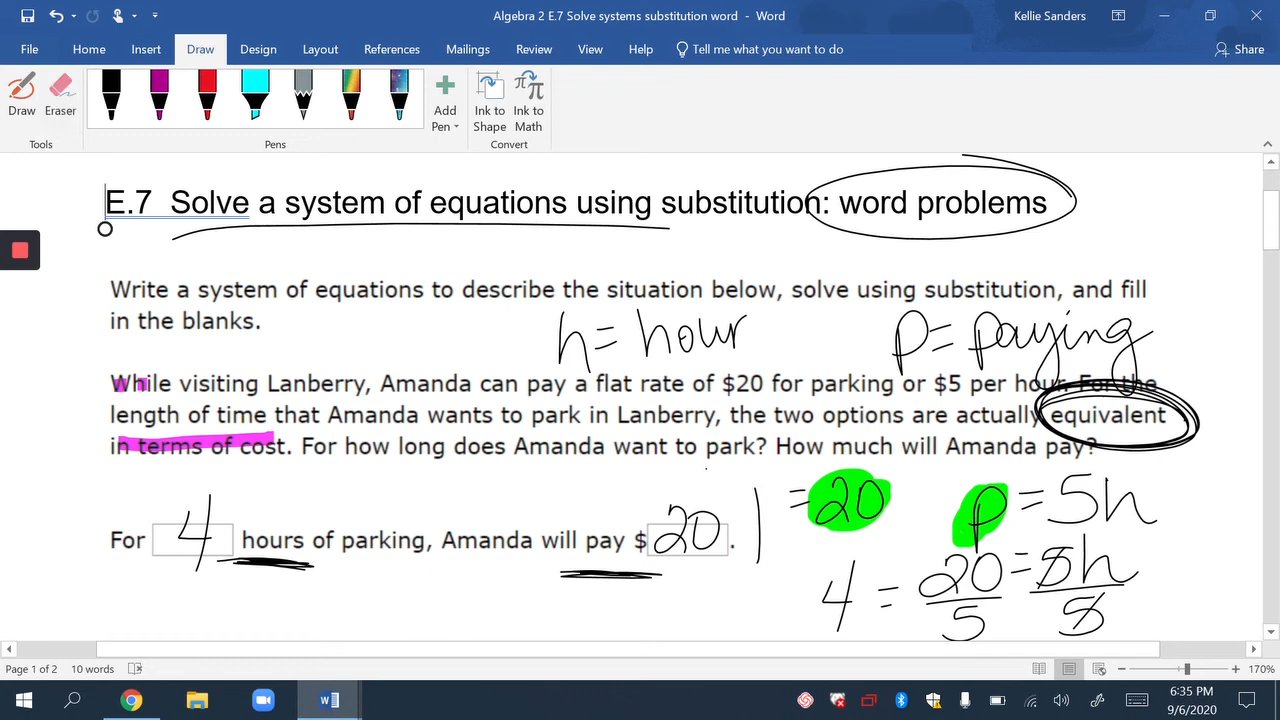 Algebra 2 E.7 Solve systems substitution word - Word
Kellie Sanders
File Home Insert Draw Design Layout References Mailings Review View Help Tell me what you want to do Share
Draw Eraser Add Pen Ink to Shape Ink to Math
Tools Pens Convert
E.7 Solve a system of equations using substitution: word problems
Write a system of equations to describe the situation below, solve using substitution, and fill
in the blanks.
h = hour p = paying
While visiting Lanberry, Amanda can pay a flat rate of $20 for parking or $5 per hour. For the
length of time that Amanda wants to park in Lanberry, the two options are actually equivalent
in terms of cost. For how long does Amanda want to park? How much will Amanda pay?
= 20 p = 5h
For 4 hours of parking, Amanda will pay $ 20.
4 = 20/5 = 5h/5
Page 1 of 2 10 words 170%
6:35 PM
9/6/2020